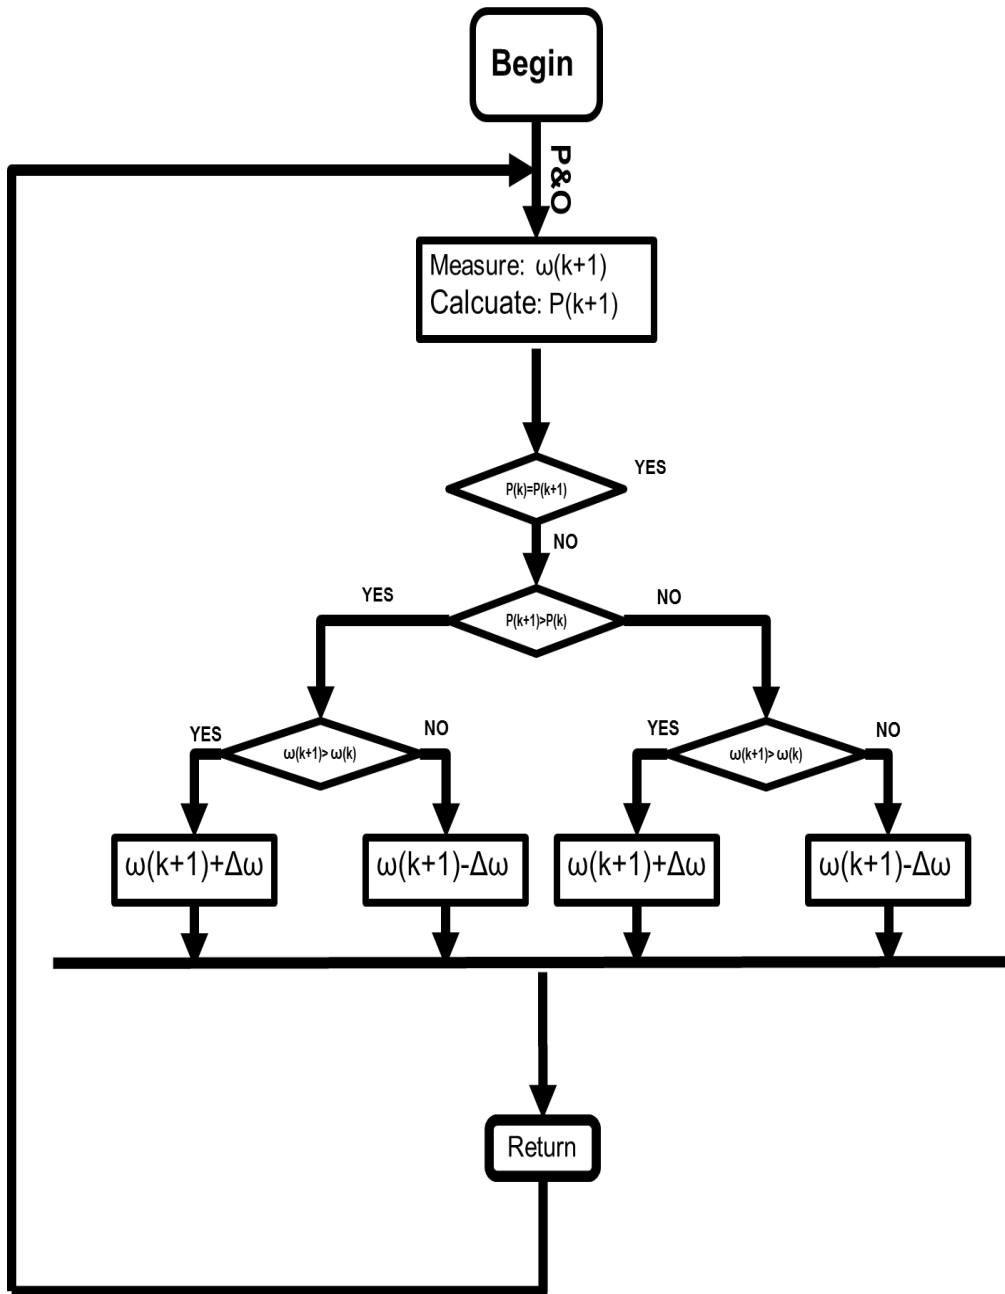 Begin
P&O
Measure: ω(k+1)
Calcuate: P(k+1)
P(k)=P(k+1)
YES
NO
P(k+1)>P(k)
YES
NO
ω(k+1)> ω(k)
YES
NO
ω(k+1)> ω(k)
YES
NO
ω(k+1)+Δω
ω(k+1)-Δω
ω(k+1)+Δω
ω(k+1)-Δω
Return